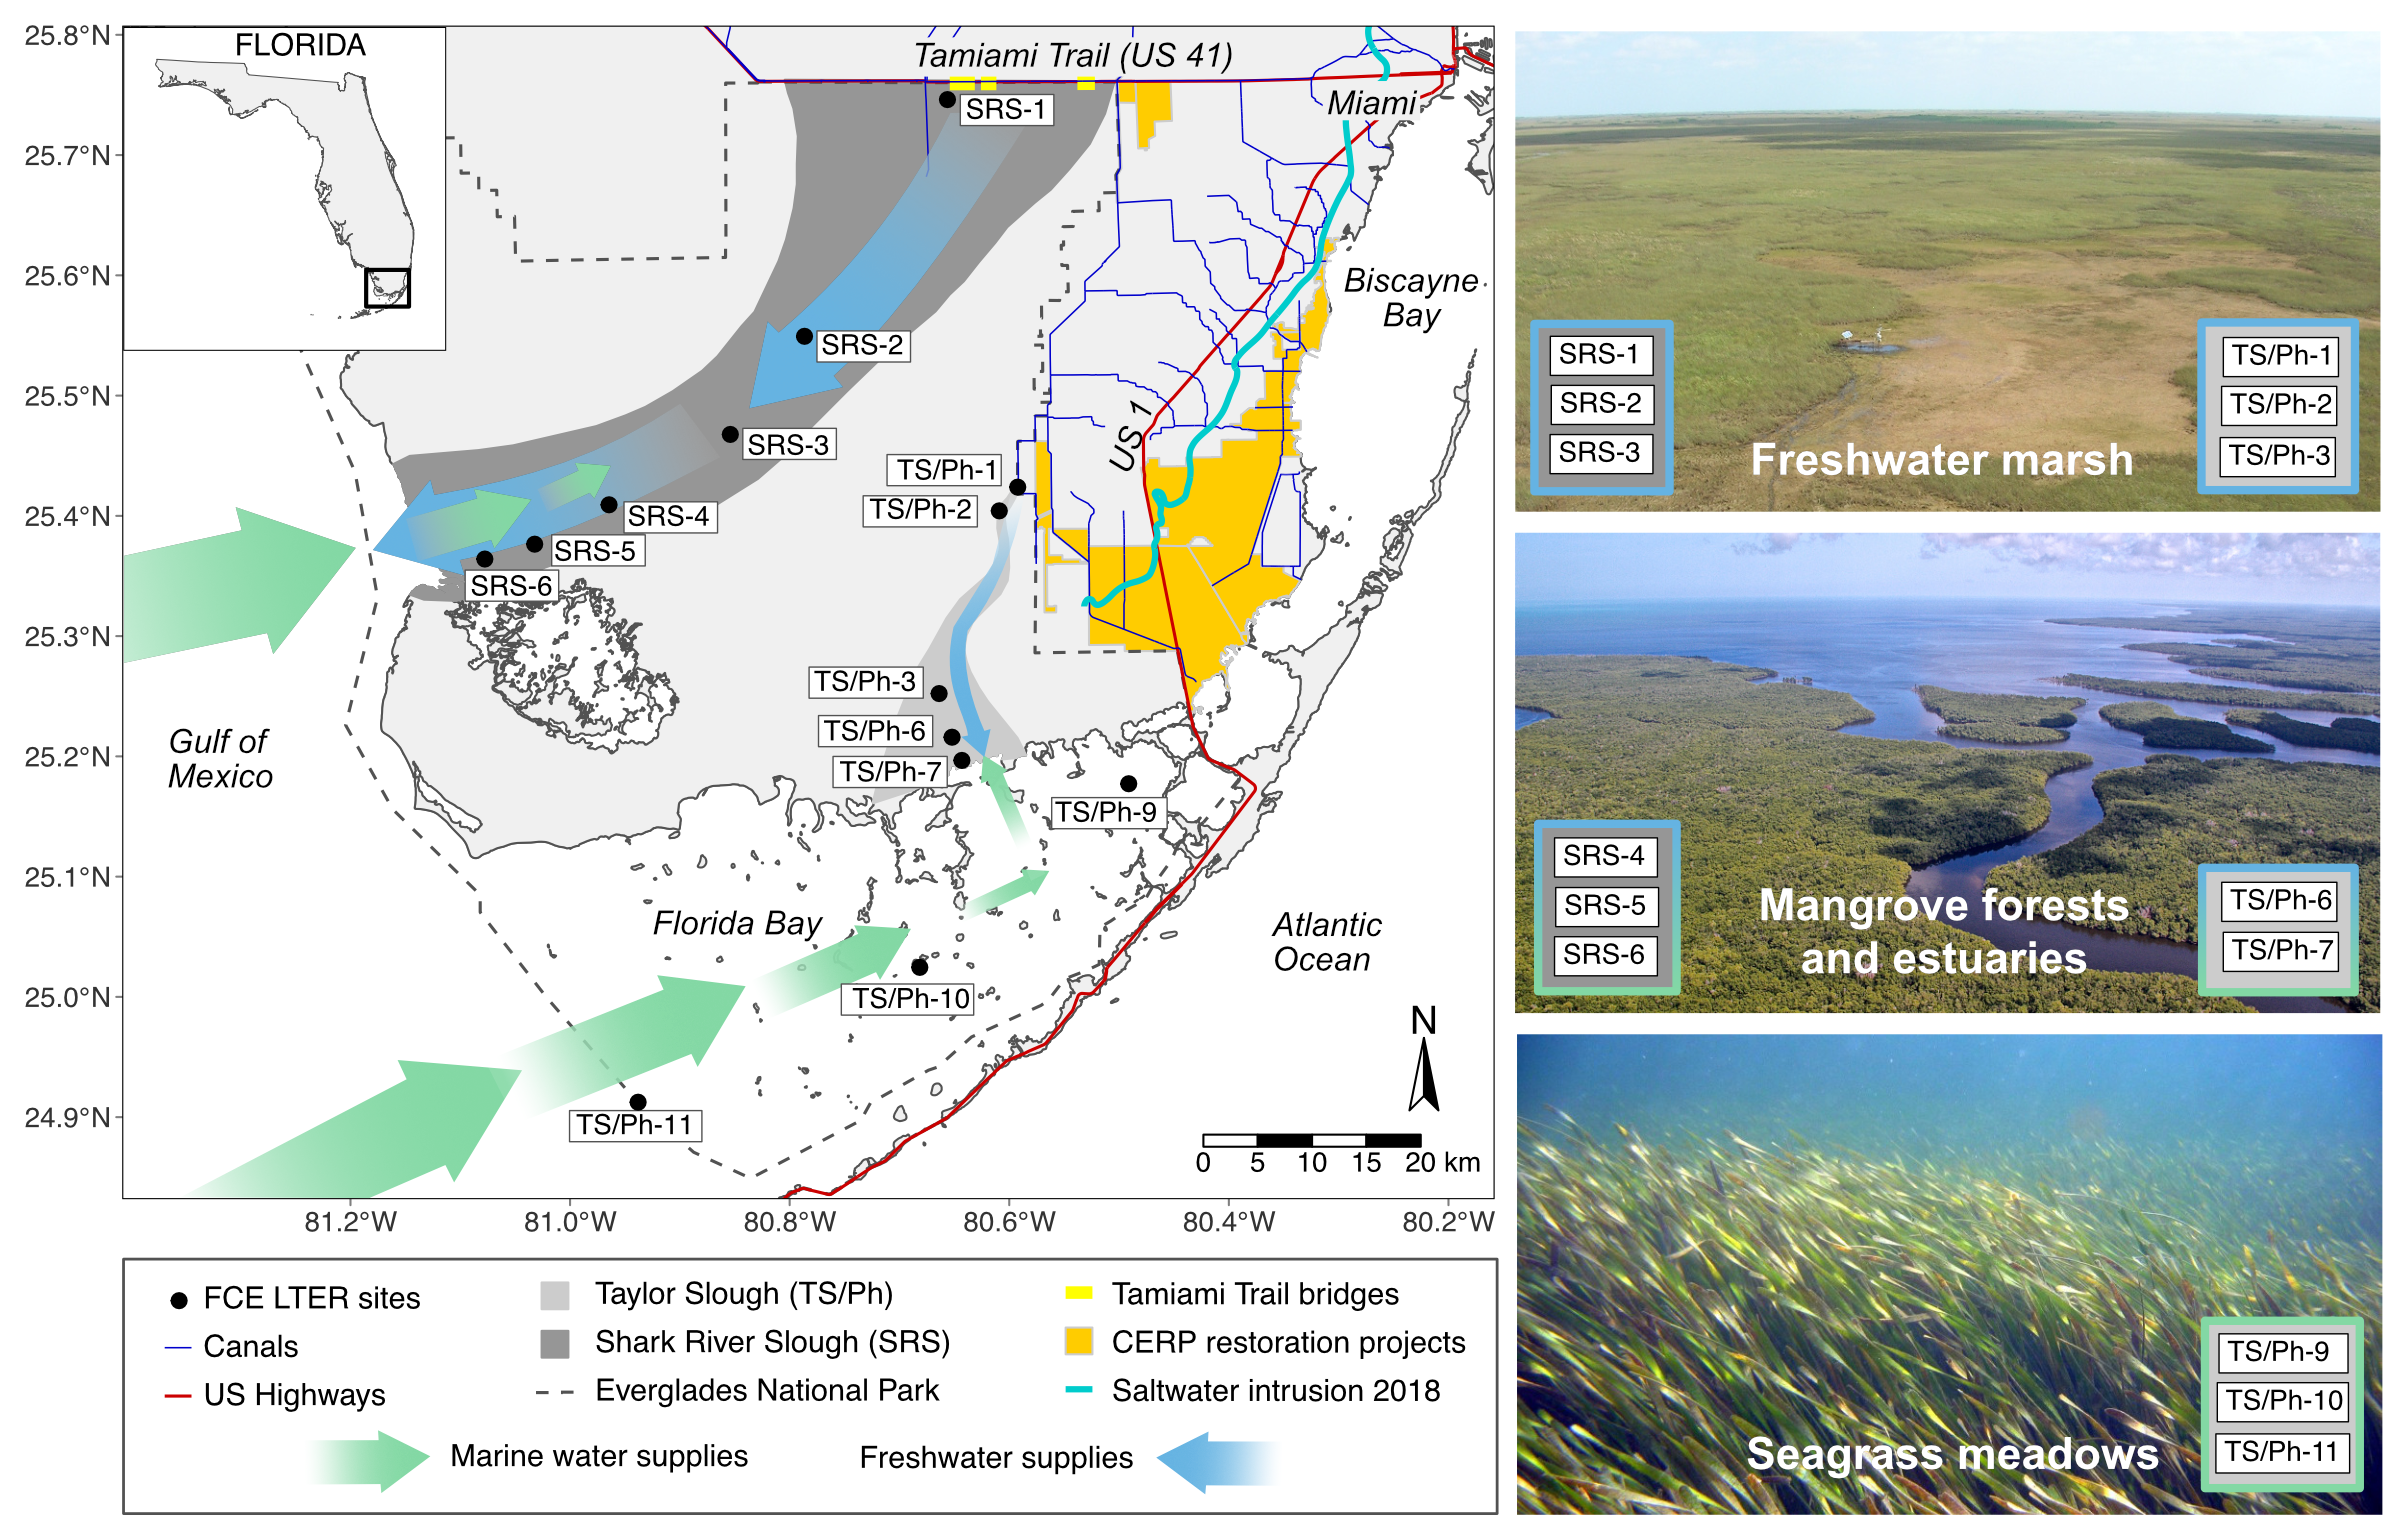 FLORIDA
25.8°N
25.7°N
25.6°N
25.5°N
25.4°N
25.3°N
25.2°N
25.1°N
25.0°N
24.9°N
81.2°W
81.0°W
80.8°W
80.6°W
80.4°W
80.2°W
Tamiami Trail (US 41)
SRS-1
Miami
Biscayne
Bay
SRS-2
US 1
SRS-3
TS/Ph-1
TS/Ph-2
SRS-4
SRS-5
SRS-6
TS/Ph-3
TS/Ph-6
TS/Ph-7
TS/Ph-9
Gulf of
Mexico
Florida Bay
Atlantic
Ocean
TS/Ph-10
TS/Ph-11
N
0 5 10 15 20 km
FCE LTER sites
Canals
US Highways
Taylor Slough (TS/Ph)
Shark River Slough (SRS)
Everglades National Park
Tamiami Trail bridges
CERP restoration projects
Saltwater intrusion 2018
Marine water supplies
Freshwater supplies
SRS-1
SRS-2
SRS-3
Freshwater marsh
TS/Ph-1
TS/Ph-2
TS/Ph-3
SRS-4
SRS-5
SRS-6
Mangrove forests
and estuaries
TS/Ph-6
TS/Ph-7
Seagrass meadows
TS/Ph-9
TS/Ph-10
TS/Ph-11